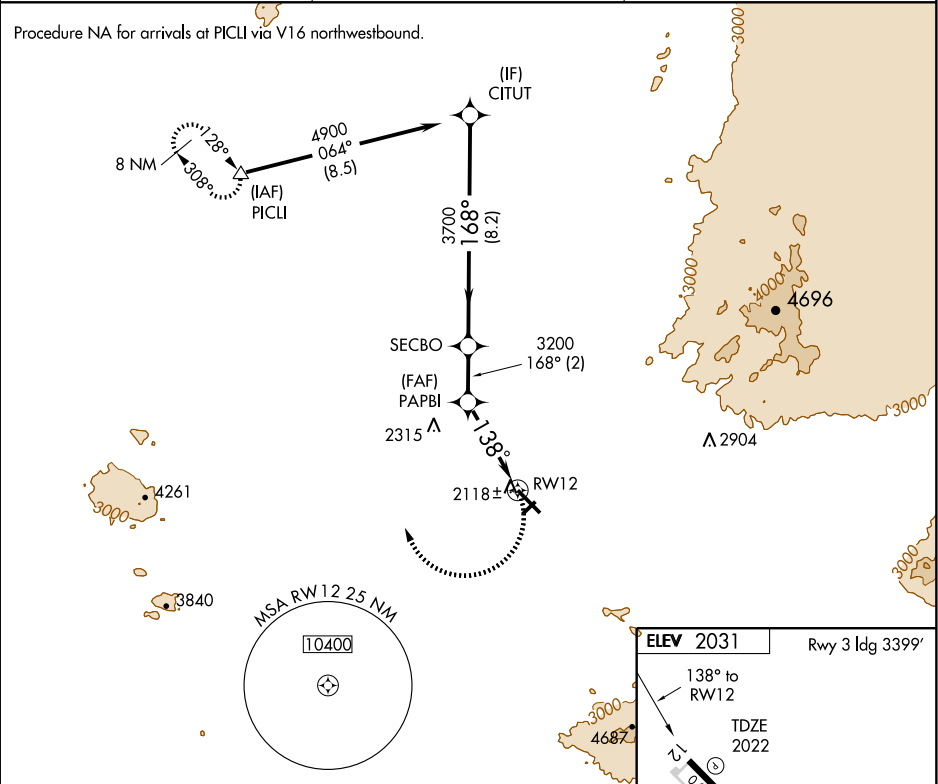 Procedure NA for arrivals at PICLI via V16 northwestbound.
3000
(IF)
CITUT
4900
064°
(8.5)
8 NM
128°
308°
(IAF)
PICLI
3700
168°
(8.2)
3000
4000
4696
SECBO
3200
168° (2)
(FAF)
PAPBI
3000
2315
138°
2904
4261
3000
2118±
RW12
3000
3840
MSA RW12 25 NM
10400
ELEV 2031
Rwy 3 ldg 3399'
138° to
RW12
TDZE
2022
3000
4687
12
P